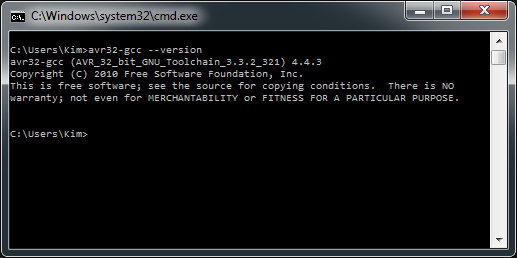 C:\Windows\system32\cmd.exe
C:\Users\Kim>avr32-gcc --version
avr32-gcc (AVR_32_bit_GNU_Toolchain_3.3.2_321) 4.4.3
Copyright (C) 2010 Free Software Foundation, Inc.
This is free software; see the source for copying conditions.  There is NO
warranty; not even for MERCHANTABILITY or FITNESS FOR A PARTICULAR PURPOSE.
C:\Users\Kim>